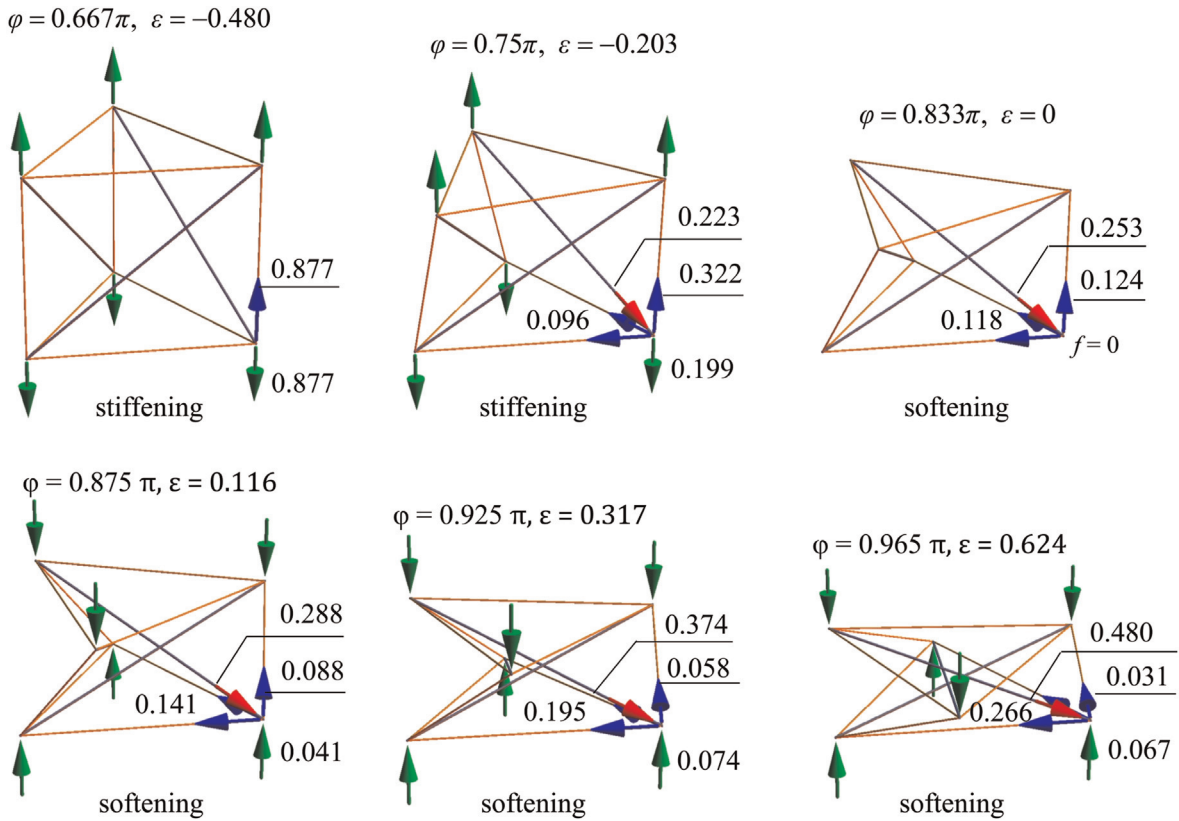 φ = 0.667π, ε = −0.480
0.877
0.877
stiffening
φ = 0.75π, ε = −0.203
0.223
0.322
0.096
0.199
stiffening
φ = 0.833π, ε = 0
0.253
0.124
0.118
f = 0
softening
φ = 0.875 π, ε = 0.116
0.288
0.088
0.141
0.041
softening
φ = 0.925 π, ε = 0.317
0.374
0.058
0.195
0.074
softening
φ = 0.965 π, ε = 0.624
0.480
0.031
0.266
0.067
softening